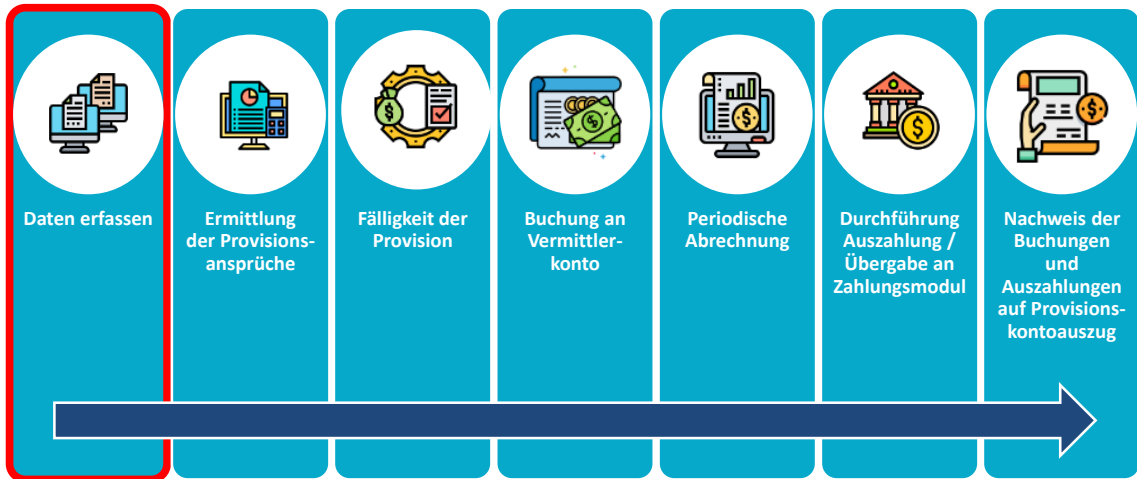 Daten erfassen
Ermittlung
der Provisions-
ansprüche
Fälligkeit der
Provision
Buchung an
Vermittler-
konto
Periodische
Abrechnung
Durchführung
Auszahlung /
Übergabe an
Zahlungsmodul
Nachweis der
Buchungen
und
Auszahlungen
auf Provisions-
kontoauszug